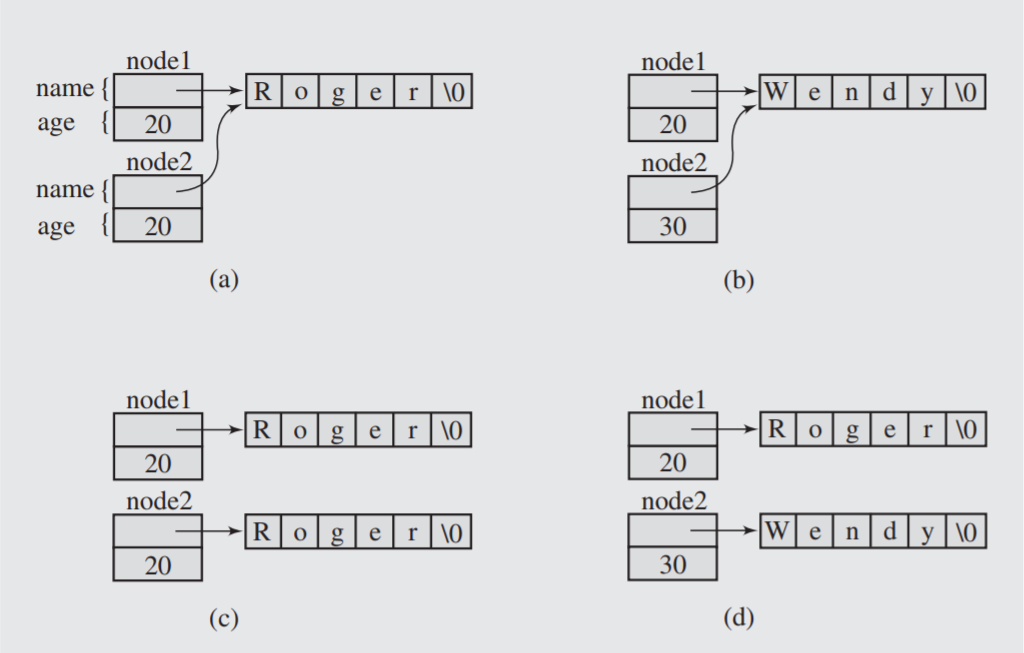 node1
name { R o g e r \0
age { 20
node2
name {
age { 20
(a)
node1
W e n d y \0
20
node2
30
(b)
node1
R o g e r \0
20
node2
R o g e r \0
20
(c)
node1
R o g e r \0
20
node2
W e n d y \0
30
(d)